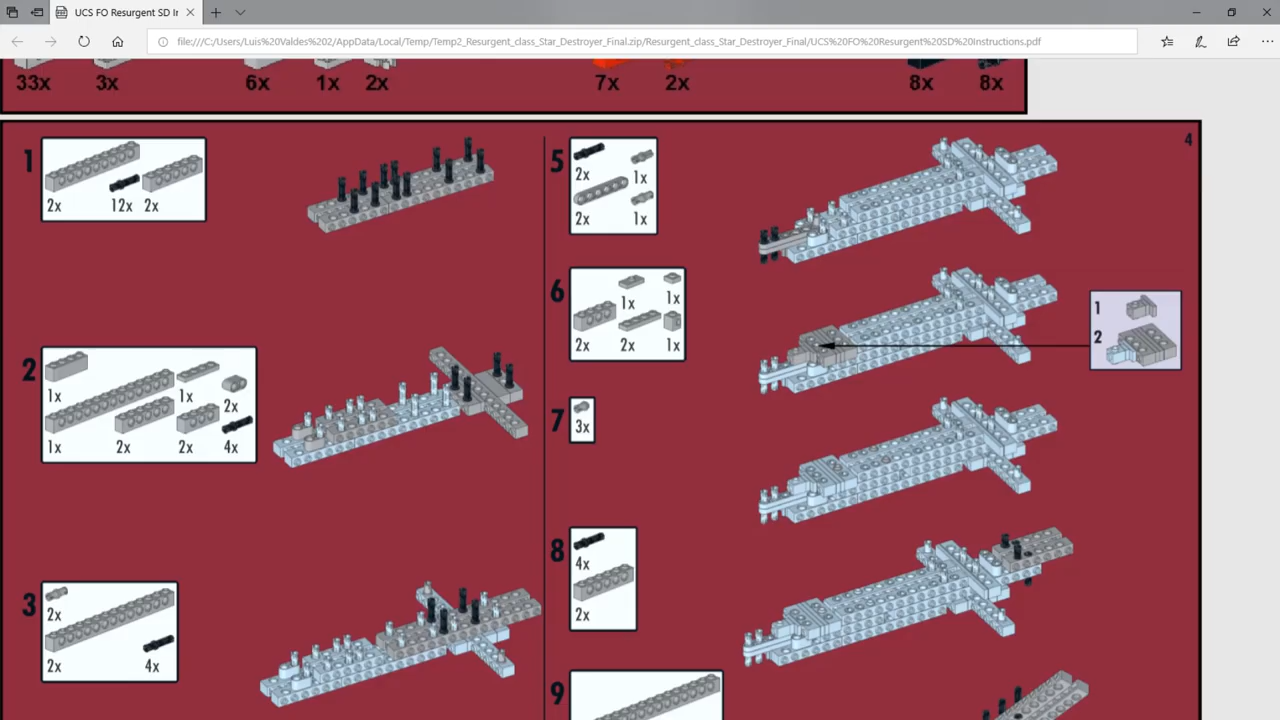 UCS FO Resurgent SD Ir
file:///C:/Users/Luis%20Valdes%202/AppData/Local/Temp/Temp2_Resurgent_class_Star_Destroyer_Final.zip/Resurgent_class_Star_Destroyer_Final/UCS%20FO%20Resurgent%20SD%20Instructions.pdf
33x 3x 6x 1x 2x 7x 2x 8x 8x
4
1
2x 12x 2x
2
1x 1x 2x
1x 2x 2x 4x
3
2x
2x 4x
5
2x 1x
2x 1x
6
1x 1x
2x 2x 1x
1
2
7
3x
8
4x
2x
9